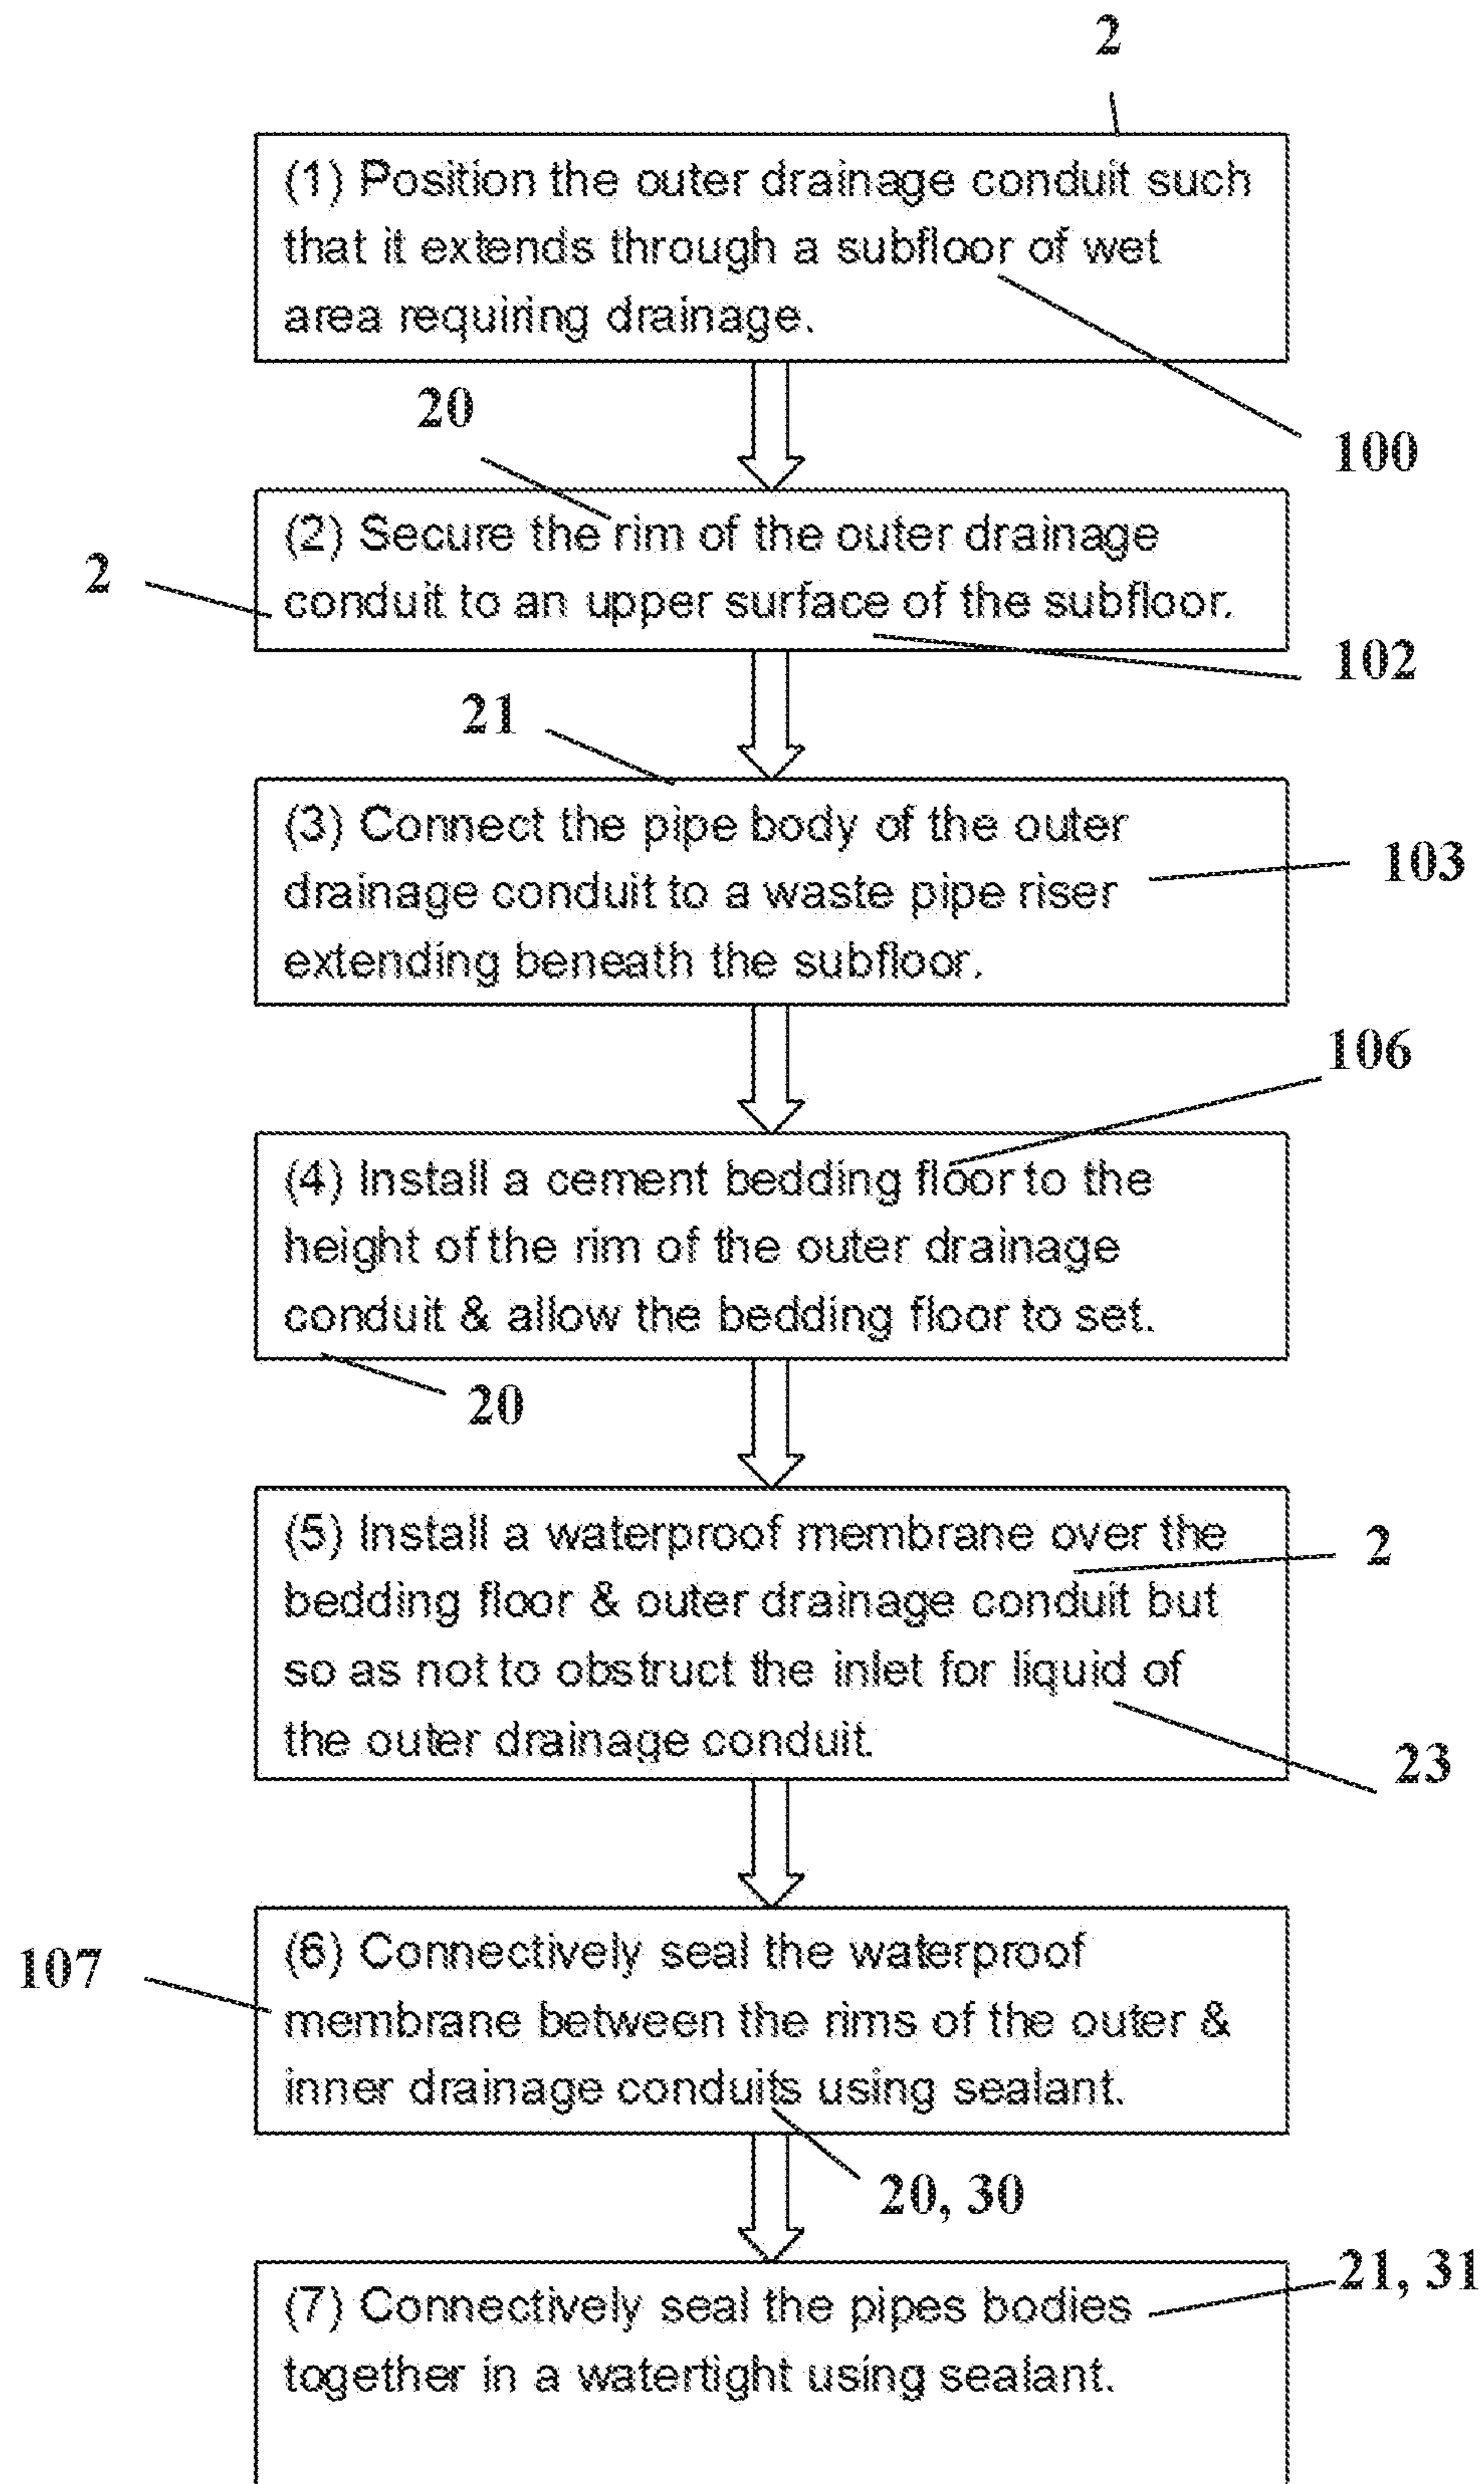 2
(1) Position the outer drainage conduit such
that it extends through a subfloor of wet
area requiring drainage.
20
100
(2) Secure the rim of the outer drainage
2
conduit to an upper surface of the subfloor.
102
21
(3) Connect the pipe body of the outer
103
drainage conduit to a waste pipe riser
extending beneath the subfloor.
106
(4) Install a cement bedding floor to the
height of the rim of the outer drainage
conduit & allow the bedding floor to set.
20
(5) Install a waterproof membrane over the
2
bedding floor & outer drainage conduit but
so as not to obstruct the inlet for liquid of
the outer drainage conduit.
23
(6) Connectively seal the waterproof
107
membrane between the rims of the outer &
inner drainage conduits using sealant.
20, 30
21, 31
(7) Connectively seal the pipes bodies
together in a watertight using sealant.